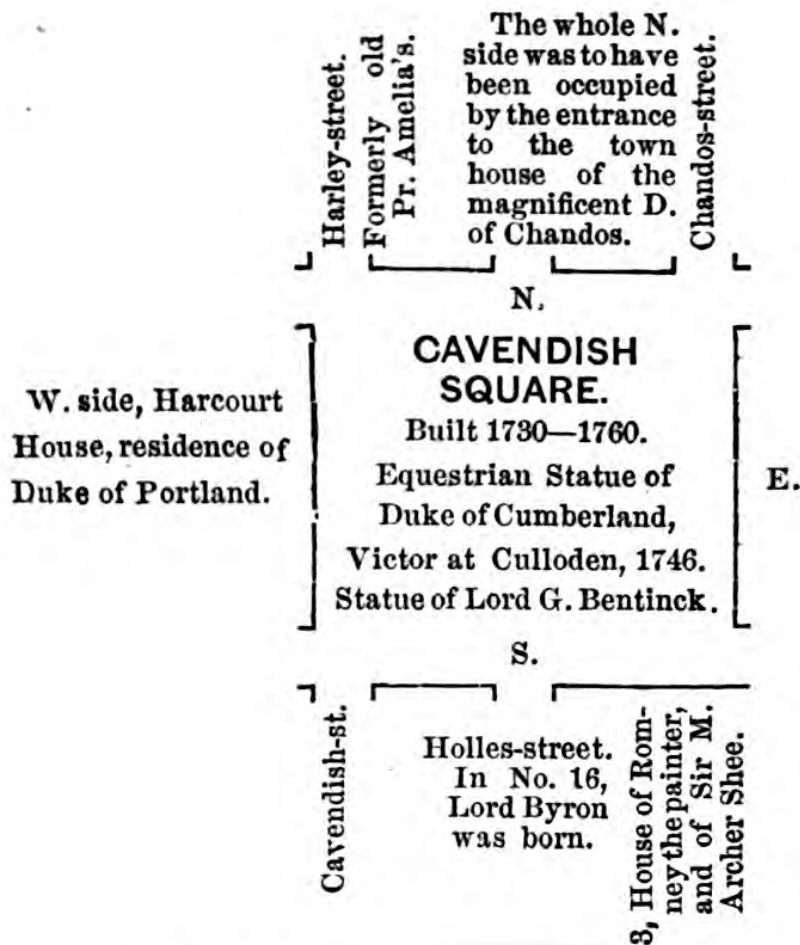 Harley-street.
Formerly old
Pr. Amelia's.
The whole N.
side was to have
been occupied
by the entrance
to the town
house of the
magnificent D.
of Chandos.
Chandos-street.
N.
W. side, Harcourt
House, residence of
Duke of Portland.
CAVENDISH
SQUARE.
Built 1730—1760.
Equestrian Statue of
Duke of Cumberland,
Victor at Culloden, 1746.
Statue of Lord G. Bentinck.
E.
S.
Cavendish-st.
Holles-street.
In No. 16,
Lord Byron
was born.
3, House of Rom-
ney the painter,
and of Sir M.
Archer Shee.